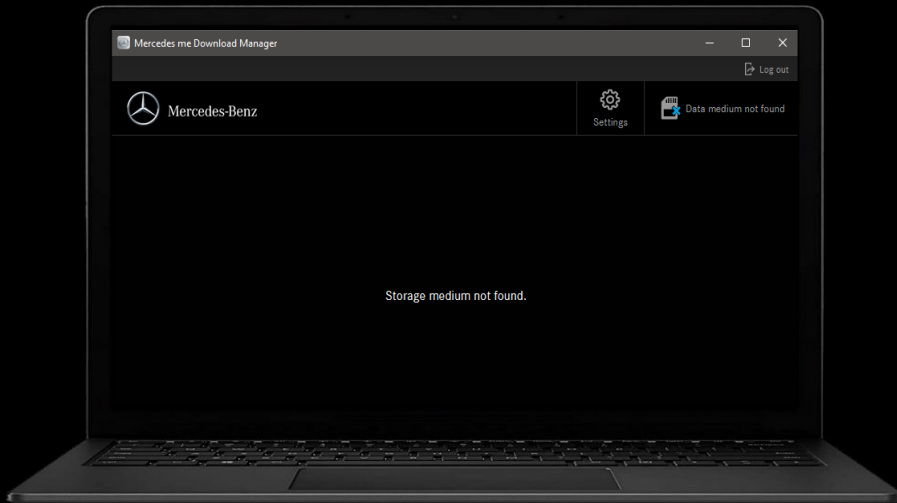 Mercedes me Download Manager
Log out
Mercedes-Benz
Settings
Data medium not found
Storage medium not found.